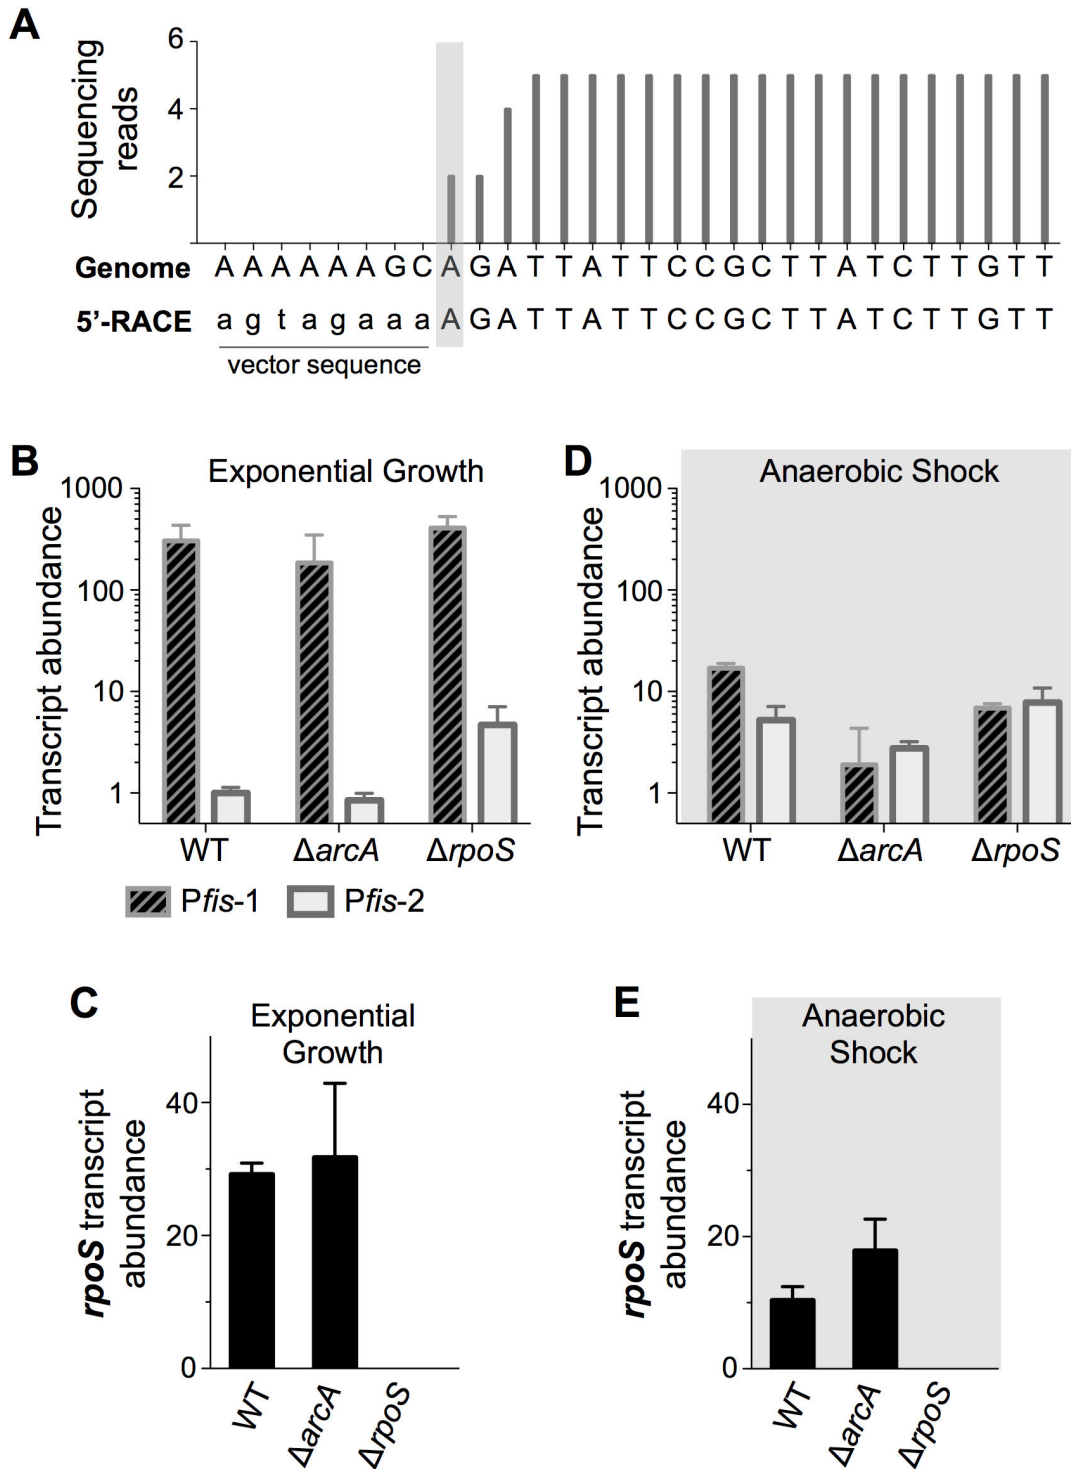 A
Sequencing reads
6
4
2
Genome A A A A A A G C A G A T T A T T C C G C T T A T C T T G T T
5’-RACE a g t a g a a a A G A T T A T T C C G C T T A T C T T G T T
vector sequence
B
Exponential Growth
Transcript abundance
1000
100
10
1
WT ΔarcA ΔrpoS
Pfis-1 Pfis-2
D
Anaerobic Shock
Transcript abundance
1000
100
10
1
WT ΔarcA ΔrpoS
C
Exponential
Growth
rpoS transcript
abundance
40
20
0
WT
ΔarcA
ΔrpoS
E
Anaerobic
Shock
rpoS transcript
abundance
40
20
0
WT
ΔarcA
ΔrpoS